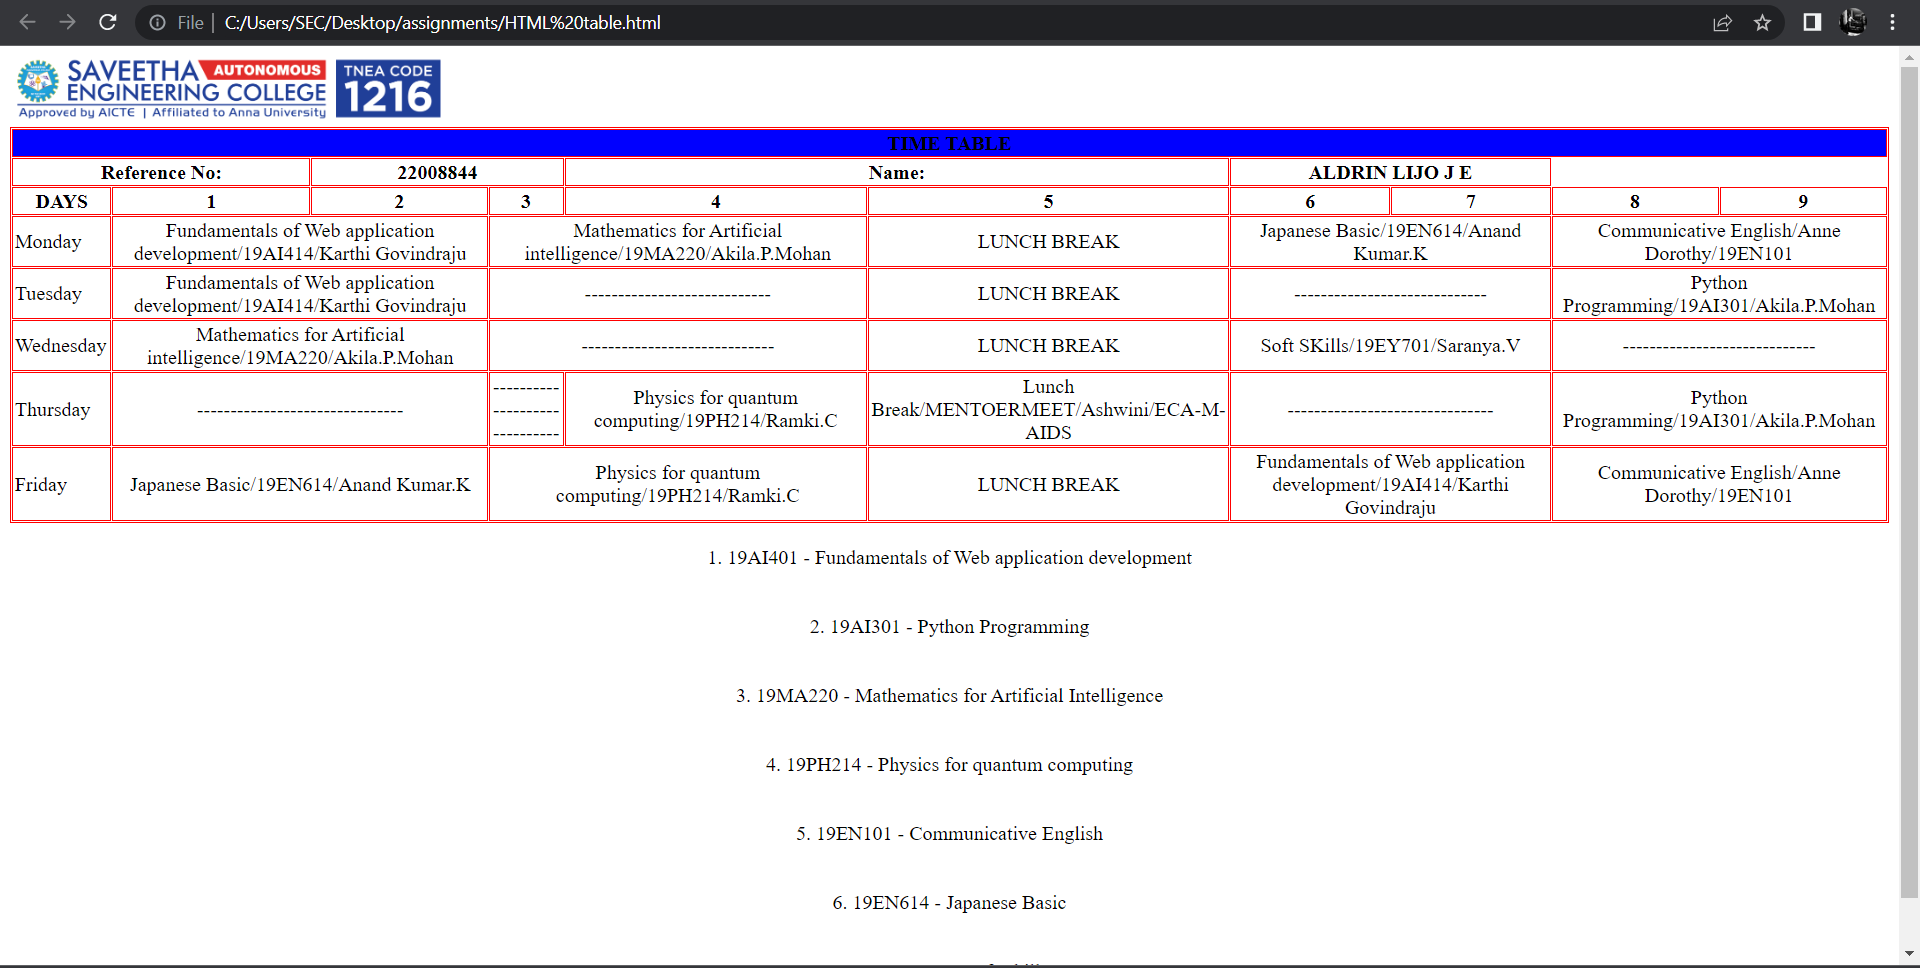 File | C:/Users/SEC/Desktop/assignments/HTML%20table.html
SAVEETHA AUTONOMOUS
ENGINEERING COLLEGE
Approved by AICTE | Affiliated to Anna University
TNEA CODE
1216
TIME TABLE
Reference No: 22008844 Name: ALDRIN LIJO J E
DAYS 1 2 3 4 5 6 7 8 9
Monday
Fundamentals of Web application
development/19AI414/Karthi Govindraju
Mathematics for Artificial
intelligence/19MA220/Akila.P.Mohan
LUNCH BREAK
Japanese Basic/19EN614/Anand
Kumar.K
Communicative English/Anne
Dorothy/19EN101
Tuesday
Fundamentals of Web application
development/19AI414/Karthi Govindraju
----------------------------
LUNCH BREAK
-----------------------------
Python
Programming/19AI301/Akila.P.Mohan
Wednesday
Mathematics for Artificial
intelligence/19MA220/Akila.P.Mohan
-----------------------------
LUNCH BREAK
Soft SKills/19EY701/Saranya.V
-----------------------------
Thursday
-------------------------------
----------
----------
----------
Physics for quantum
computing/19PH214/Ramki.C
Lunch
Break/MENTOERMEET/Ashwini/ECA-M-
AIDS
-------------------------------
Python
Programming/19AI301/Akila.P.Mohan
Friday
Japanese Basic/19EN614/Anand Kumar.K
Physics for quantum
computing/19PH214/Ramki.C
LUNCH BREAK
Fundamentals of Web application
development/19AI414/Karthi
Govindraju
Communicative English/Anne
Dorothy/19EN101
1. 19AI401 - Fundamentals of Web application development
2. 19AI301 - Python Programming
3. 19MA220 - Mathematics for Artificial Intelligence
4. 19PH214 - Physics for quantum computing
5. 19EN101 - Communicative English
6. 19EN614 - Japanese Basic